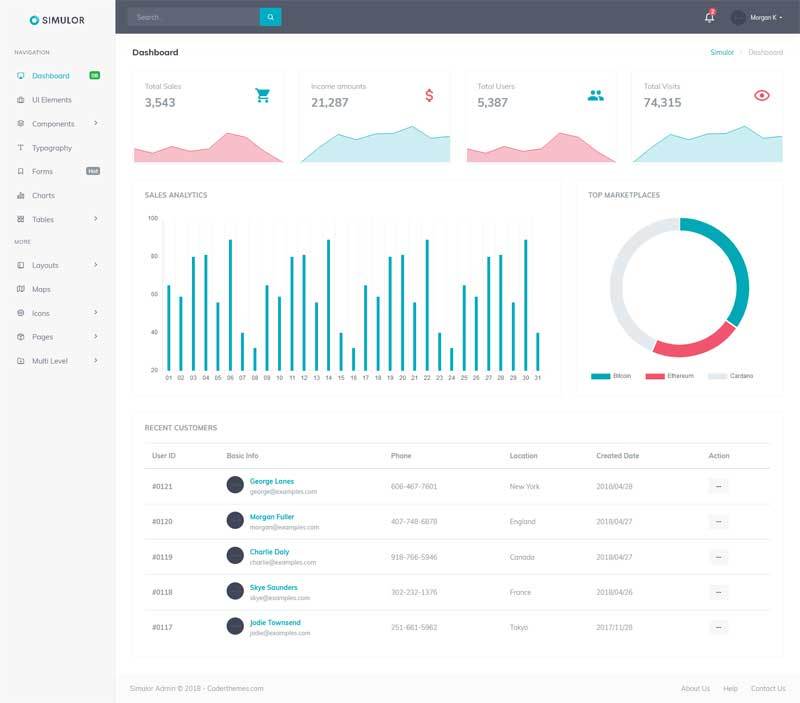 SIMULOR
Search...
2
Morgan K
NAVIGATION
Dashboard
08
UI Elements
Components
Typography
Forms
Hot
Charts
Tables
MORE
Layouts
Maps
Icons
Pages
Multi Level
Dashboard
Simulor / Dashboard
Total Sales
3,543
Income amounts
21,287
$
Total Users
5,387
Total Visits
74,315
SALES ANALYTICS
100
80
60
40
20
01 02 03 04 05 06 07 08 09 10 11 12 13 14 15 16 17 18 19 20 21 22 23 24 25 26 27 28 29 30 31
TOP MARKETPLACES
Bitcoin Ethereum Cardano
RECENT CUSTOMERS
User ID Basic Info Phone Location Created Date Action
#0121 George Lanes 606-467-7601 New York 2018/04/28
george@examples.com
#0120 Morgan Fuller 407-748-6878 England 2018/04/27
morgan@examples.com
#0119 Charlie Daly 918-766-5946 Canada 2018/04/27
charlie@examples.com
#0118 Skye Saunders 302-232-1376 France 2018/04/26
skye@examples.com
#0117 Jodie Townsend 251-661-5962 Tokyo 2017/11/28
jodie@examples.com
Simulor Admin © 2018 - Coderthemes.com
About Us Help Contact Us